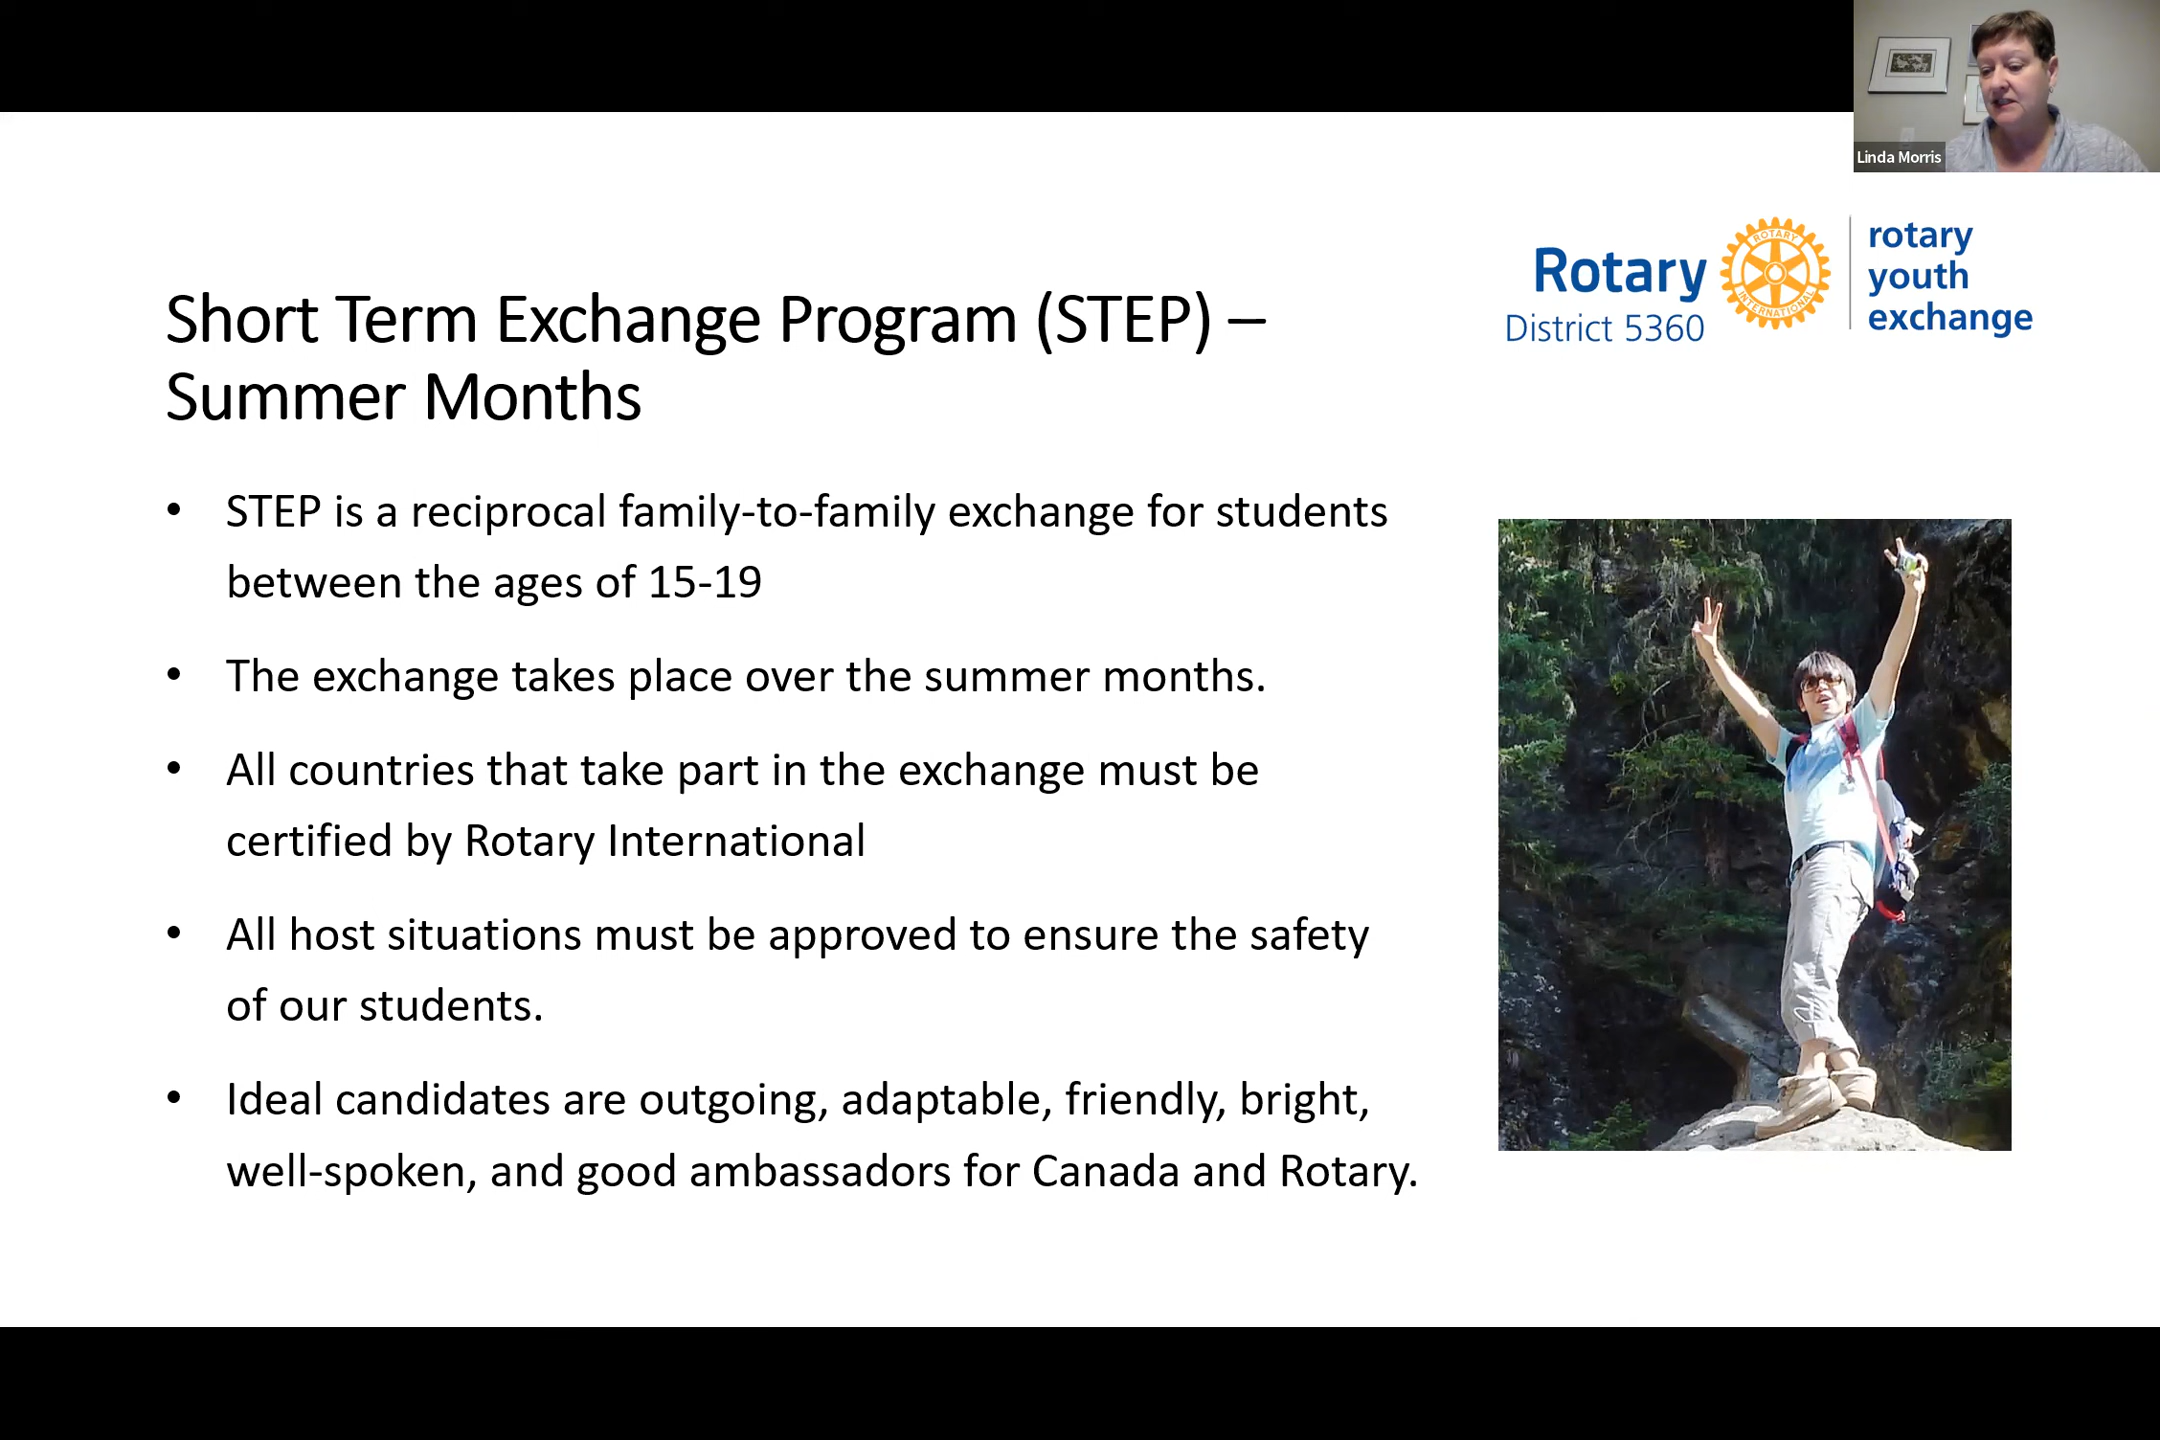 Linda Morris
Rotary
District 5360
ROTARY
INTERNATIONAL
rotary
youth
exchange
Short Term Exchange Program (STEP) –
Summer Months
• STEP is a reciprocal family-to-family exchange for students
between the ages of 15-19
• The exchange takes place over the summer months.
• All countries that take part in the exchange must be
certified by Rotary International
• All host situations must be approved to ensure the safety
of our students.
• Ideal candidates are outgoing, adaptable, friendly, bright,
well-spoken, and good ambassadors for Canada and Rotary.